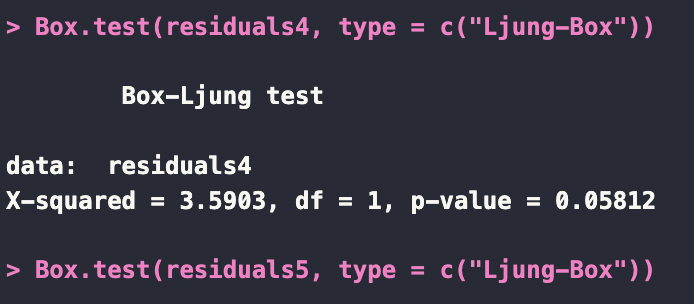 > Box.test(residuals4, type = c("Ljung-Box"))
Box-Ljung test
data:  residuals4
X-squared = 3.5903, df = 1, p-value = 0.05812
> Box.test(residuals5, type = c("Ljung-Box"))